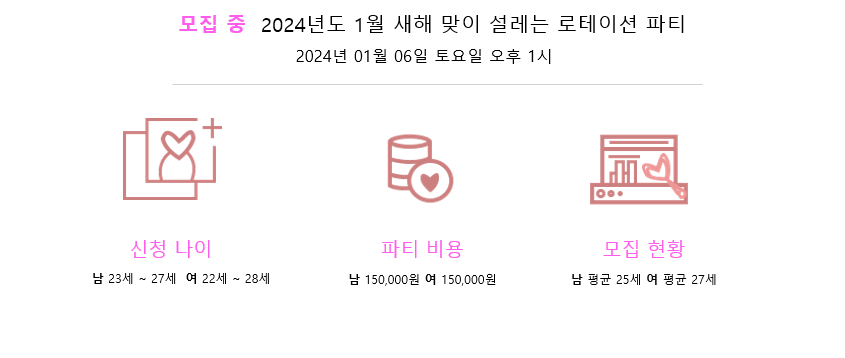 모집 중 2024년도 1월 새해 맞이 설레는 로테이션 파티
2024년 01월 06일 토요일 오후 1시
신청 나이
남 23세 ~ 27세 여 22세 ~ 28세
파티 비용
남 150,000원 여 150,000원
모집 현황
남 평균 25세 여 평균 27세